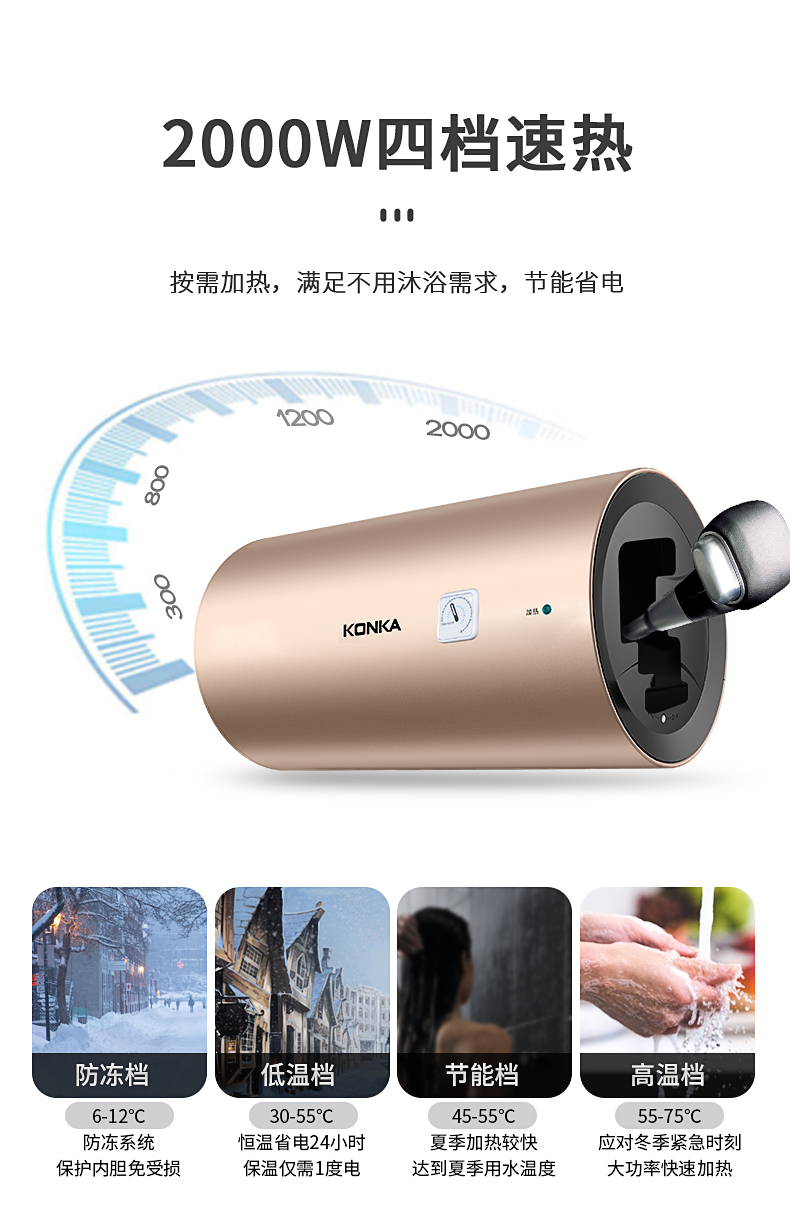 2000W四档速热
按需加热，满足不用沐浴需求，节能省电
1200
2000
800
300
KONKA
加热
防冻档
低温档
节能档
高温档
6-12℃
30-55℃
45-55℃
55-75℃
防冻系统
恒温省电24小时
夏季加热较快
应对冬季紧急时刻
保护内胆免受损
保温仅需1度电
达到夏季用水温度
大功率快速加热